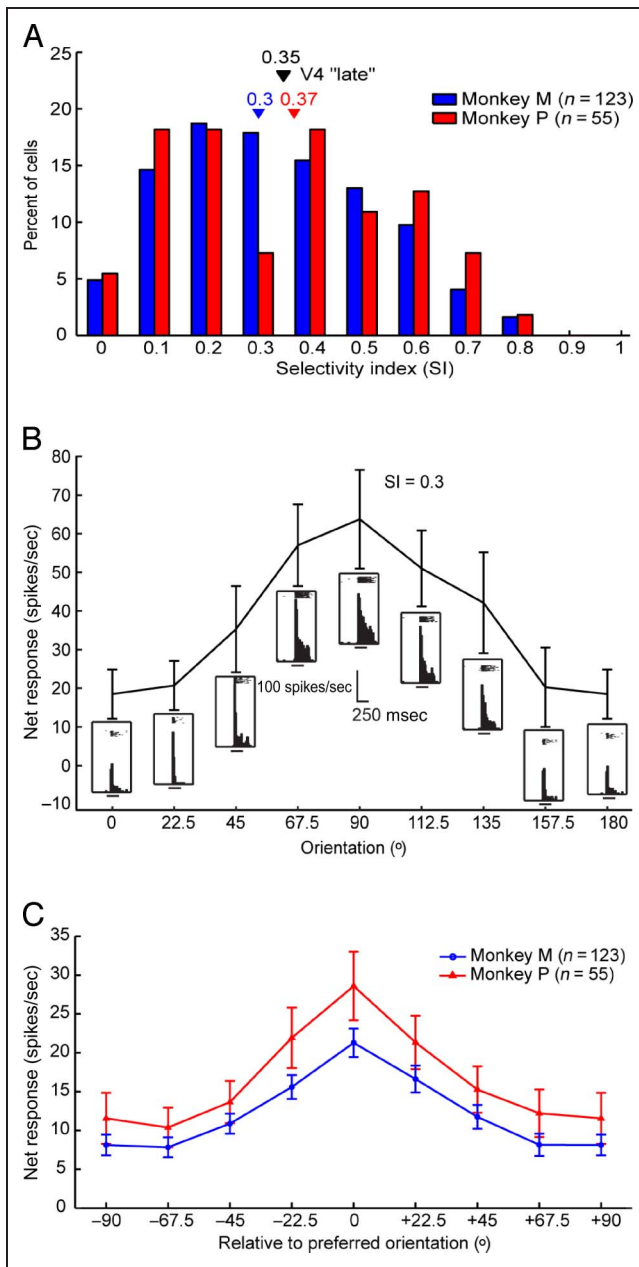 A
0.35
V4 "late"
0.3 0.37
Monkey M (n = 123)
Monkey P (n = 55)
25
20
15
10
5
0
Percent of cells
0 0.1 0.2 0.3 0.4 0.5 0.6 0.7 0.8 0.9 1
Selectivity index (SI)
B
80
70
60
50
40
30
20
10
0
–10
Net response (spikes/sec)
SI = 0.3
100 spikes/sec
250 msec
0 22.5 45 67.5 90 112.5 135 157.5 180
Orientation (º)
C
35
30
25
20
15
10
5
0
Net response (spikes/sec)
Monkey M (n = 123)
Monkey P (n = 55)
–90 –67.5 –45 –22.5 0 +22.5 +45 +67.5 +90
Relative to preferred orientation (º)